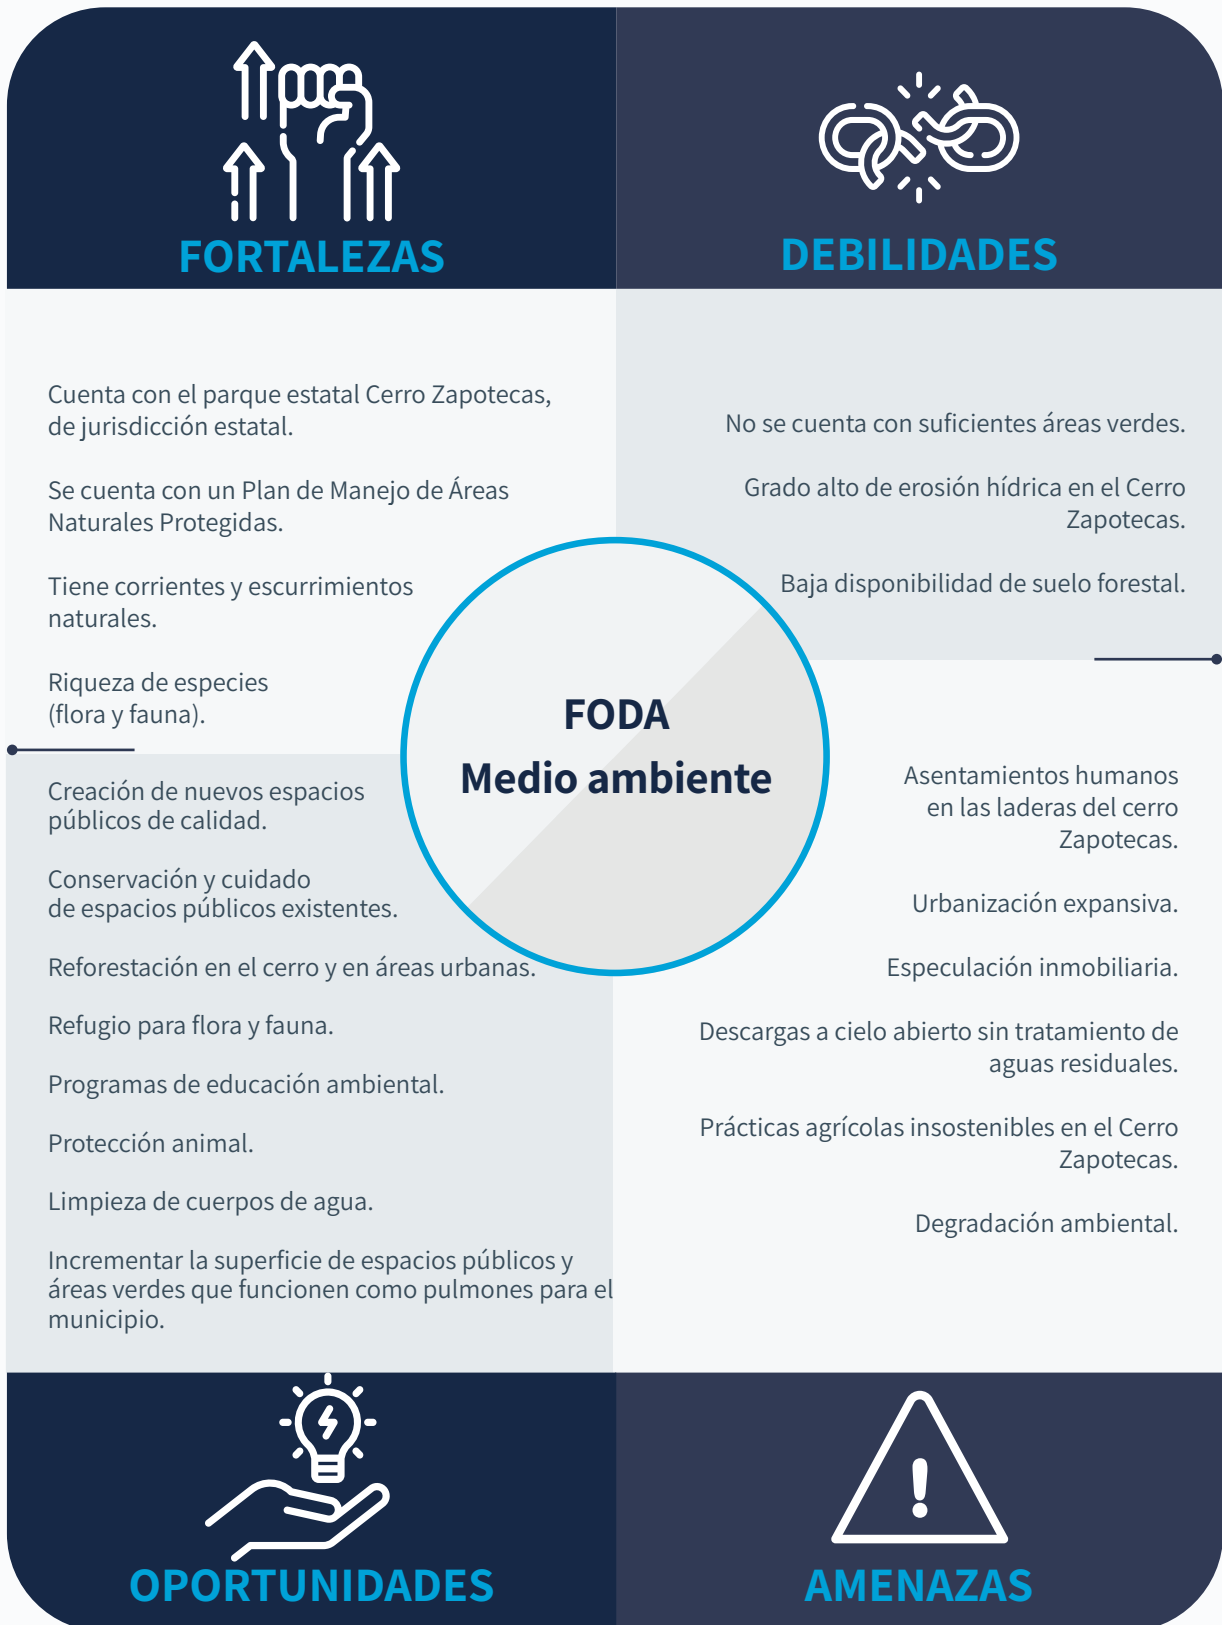 FORTALEZAS
Cuenta con el parque estatal Cerro Zapotecas,
de jurisdicción estatal.
Se cuenta con un Plan de Manejo de Áreas
Naturales Protegidas.
Tiene corrientes y escurrimientos
naturales.
Riqueza de especies
(flora y fauna).
DEBILIDADES
No se cuenta con suficientes áreas verdes.
Grado alto de erosión hídrica en el Cerro
Zapotecas.
Baja disponibilidad de suelo forestal.
FODA
Medio ambiente
Creación de nuevos espacios
públicos de calidad.
Conservación y cuidado
de espacios públicos existentes.
Reforestación en el cerro y en áreas urbanas.
Refugio para flora y fauna.
Programas de educación ambiental.
Protección animal.
Limpieza de cuerpos de agua.
Incrementar la superficie de espacios públicos y
áreas verdes que funcionen como pulmones para el
municipio.
OPORTUNIDADES
Asentamientos humanos
en las laderas del cerro
Zapotecas.
Urbanización expansiva.
Especulación inmobiliaria.
Descargas a cielo abierto sin tratamiento de
aguas residuales.
Prácticas agrícolas insostenibles en el Cerro
Zapotecas.
Degradación ambiental.
AMENAZAS